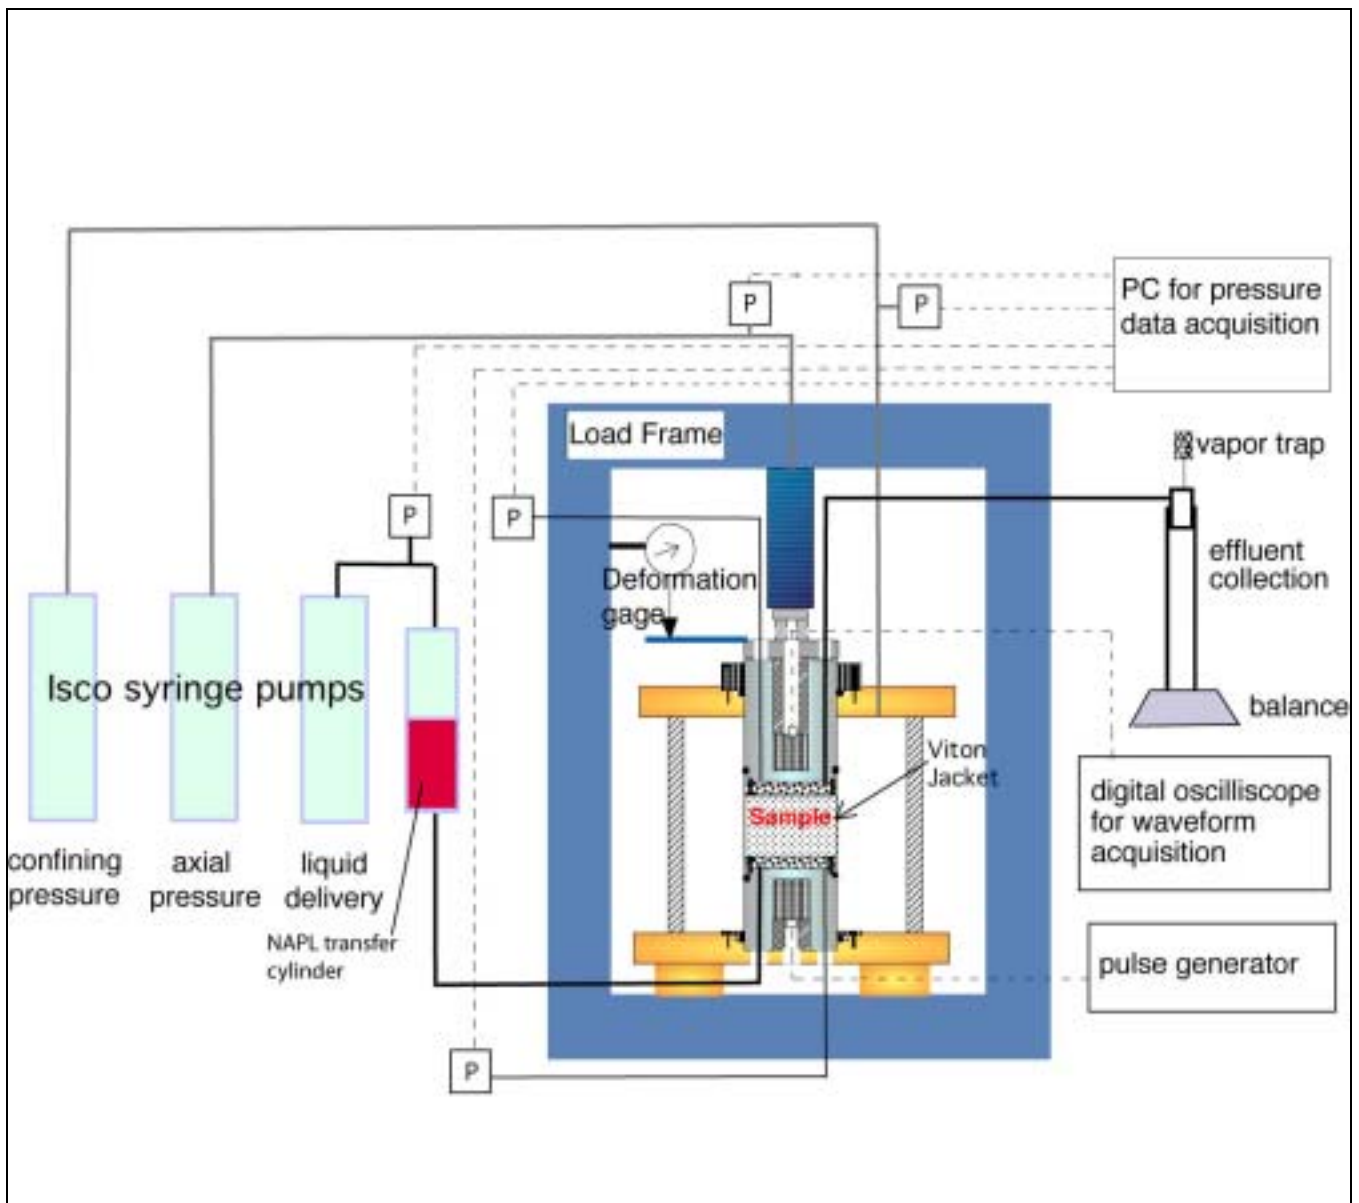 P
P
PC for pressure
data acquisition
Load Frame
vapor trap
P
P
effluent
collection
Deformation
gage
Isco syringe pumps
balance
Viton
Jacket
Sample
digital osciliscope
for waveform
acquisition
confining
pressure
axial
pressure
liquid
delivery
NAPL transfer
cylinder
pulse generator
P